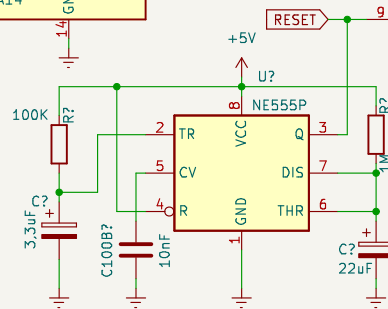 GN
14
RESET
9
+5V
U?
NE555P
8
VCC
100K
R?
2
TR
Q
3
R?
1M
5
CV
DIS
7
4
R
THR
6
GND
1
C?
+
3,3uF
C100B?
10nF
C?
+
22uF